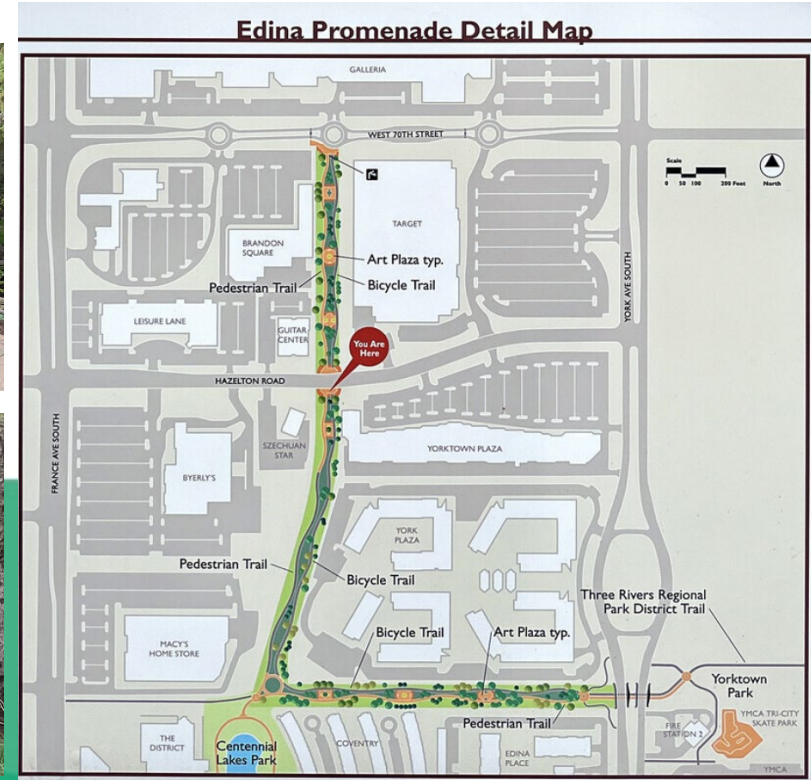 Edina Promenade Detail Map
GALLERIA
WEST 70TH STREET
Scale
0 50 100 200 Feet
North
TARGET
BRANDON
SQUARE
Art Plaza typ.
Pedestrian Trail
Bicycle Trail
YORK AVE SOUTH
LEISURE LANE
GUITAR
CENTER
You Are
Here
HAZELTON ROAD
FRANCE AVE SOUTH
SZECHUAN
STAR
YORKTOWN PLAZA
BYERLY'S
YORK
PLAZA
Pedestrian Trail
Bicycle Trail
Three Rivers Regional
Park District Trail
Bicycle Trail
Art Plaza typ.
MACY'S
HOME STORE
Yorktown
Park
Pedestrian Trail
YMCA TRI-CITY
SKATE PARK
FIRE
STATION 2
THE
DISTRICT
Centennial
Lakes Park
COVENTRY
EDINA
PLACE
YMCA